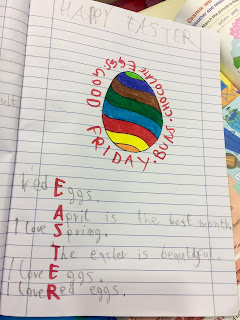 HAPPY EASTER
GOOD FRIDAY. BUNS. CHOCOLATE EGGS.
Eggs.
April is the best month
I love Spring.
The easter is beautiful.
I love Eggs.
I love Red eggs.